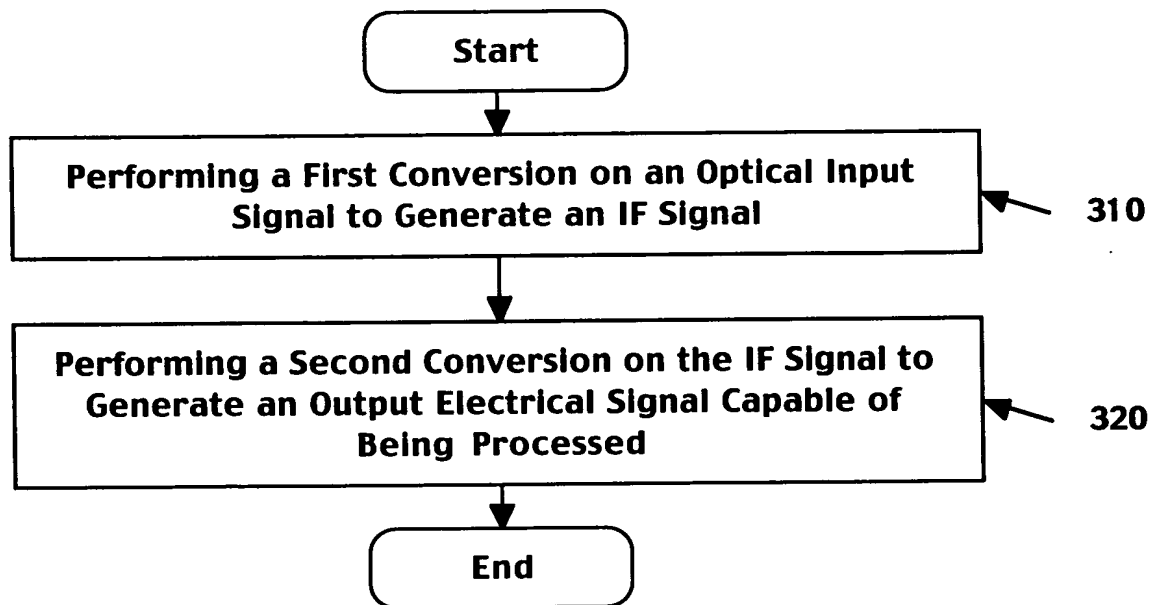 Start
Performing a First Conversion on an Optical Input
Signal to Generate an IF Signal
310
Performing a Second Conversion on the IF Signal to
Generate an Output Electrical Signal Capable of
Being Processed
320
End